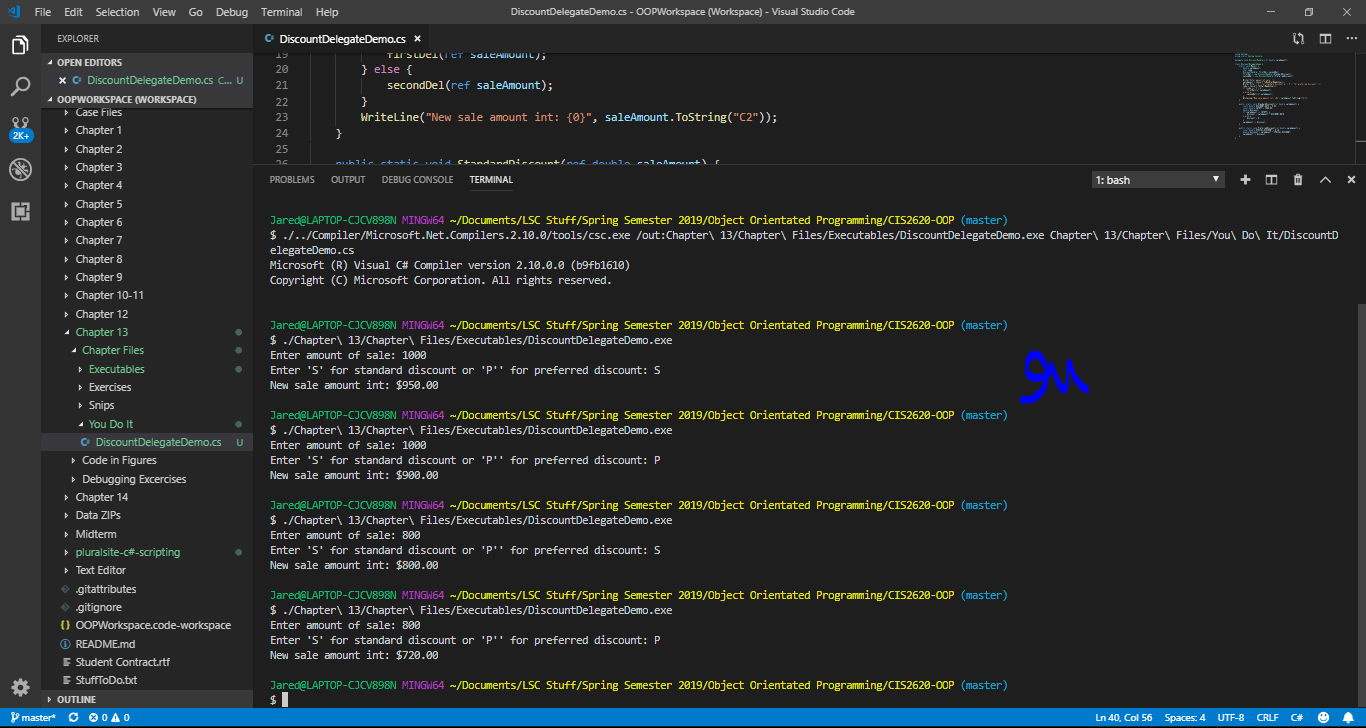 File Edit Selection View Go Debug Terminal Help DiscountDelegateDemo.cs - OOPWorkspace (Workspace) - Visual Studio Code
EXPLORER
OPEN EDITORS
DiscountDelegateDemo.cs C... U
OOPWORKSPACE (WORKSPACE)
Case Files
Chapter 1
Chapter 2
Chapter 3
Chapter 4
Chapter 5
Chapter 6
Chapter 7
Chapter 8
Chapter 9
Chapter 10-11
Chapter 12
Chapter 13
Chapter Files
Executables
Exercises
Snips
You Do It
DiscountDelegateDemo.cs U
Code in Figures
Debugging Excercises
Chapter 14
Data ZIPs
Midterm
pluralsite-c#-scripting
Text Editor
.gitattributes
.gitignore
OOPWorkspace.code-workspace
README.md
Student Contract.rtf
StuffToDo.txt
OUTLINE
2K+
DiscountDelegateDemo.cs
19 firstDel(ref saleAmount);
20 } else {
21 secondDel(ref saleAmount);
22 }
23 WriteLine("New sale amount int: {0}", saleAmount.ToString("C2"));
24 }
25
26 public static void StandardDiscount(ref double saleAmount) {
PROBLEMS OUTPUT DEBUG CONSOLE TERMINAL 1: bash
Jared@LAPTOP-CJCV898N MINGW64 ~/Documents/LSC Stuff/Spring Semester 2019/Object Orientated Programming/CIS2620-OOP (master)
$ ./../Compiler/Microsoft.Net.Compilers.2.10.0/tools/csc.exe /out:Chapter\ 13/Chapter\ Files/Executables/DiscountDelegateDemo.exe Chapter\ 13/Chapter\ Files/You\ Do\ It/DiscountD
elegateDemo.cs
Microsoft (R) Visual C# Compiler version 2.10.0.0 (b9fb1610)
Copyright (C) Microsoft Corporation. All rights reserved.
Jared@LAPTOP-CJCV898N MINGW64 ~/Documents/LSC Stuff/Spring Semester 2019/Object Orientated Programming/CIS2620-OOP (master)
$ ./Chapter\ 13/Chapter\ Files/Executables/DiscountDelegateDemo.exe
Enter amount of sale: 1000
Enter 'S' for standard discount or 'P'' for preferred discount: S
New sale amount int: $950.00
Jared@LAPTOP-CJCV898N MINGW64 ~/Documents/LSC Stuff/Spring Semester 2019/Object Orientated Programming/CIS2620-OOP (master)
$ ./Chapter\ 13/Chapter\ Files/Executables/DiscountDelegateDemo.exe
Enter amount of sale: 1000
Enter 'S' for standard discount or 'P'' for preferred discount: P
New sale amount int: $900.00
Jared@LAPTOP-CJCV898N MINGW64 ~/Documents/LSC Stuff/Spring Semester 2019/Object Orientated Programming/CIS2620-OOP (master)
$ ./Chapter\ 13/Chapter\ Files/Executables/DiscountDelegateDemo.exe
Enter amount of sale: 800
Enter 'S' for standard discount or 'P'' for preferred discount: S
New sale amount int: $800.00
Jared@LAPTOP-CJCV898N MINGW64 ~/Documents/LSC Stuff/Spring Semester 2019/Object Orientated Programming/CIS2620-OOP (master)
$ ./Chapter\ 13/Chapter\ Files/Executables/DiscountDelegateDemo.exe
Enter amount of sale: 800
Enter 'S' for standard discount or 'P'' for preferred discount: P
New sale amount int: $720.00
Jared@LAPTOP-CJCV898N MINGW64 ~/Documents/LSC Stuff/Spring Semester 2019/Object Orientated Programming/CIS2620-OOP (master)
$
master* 0 0 Ln 40, Col 56 Spaces: 4 UTF-8 CRLF C#